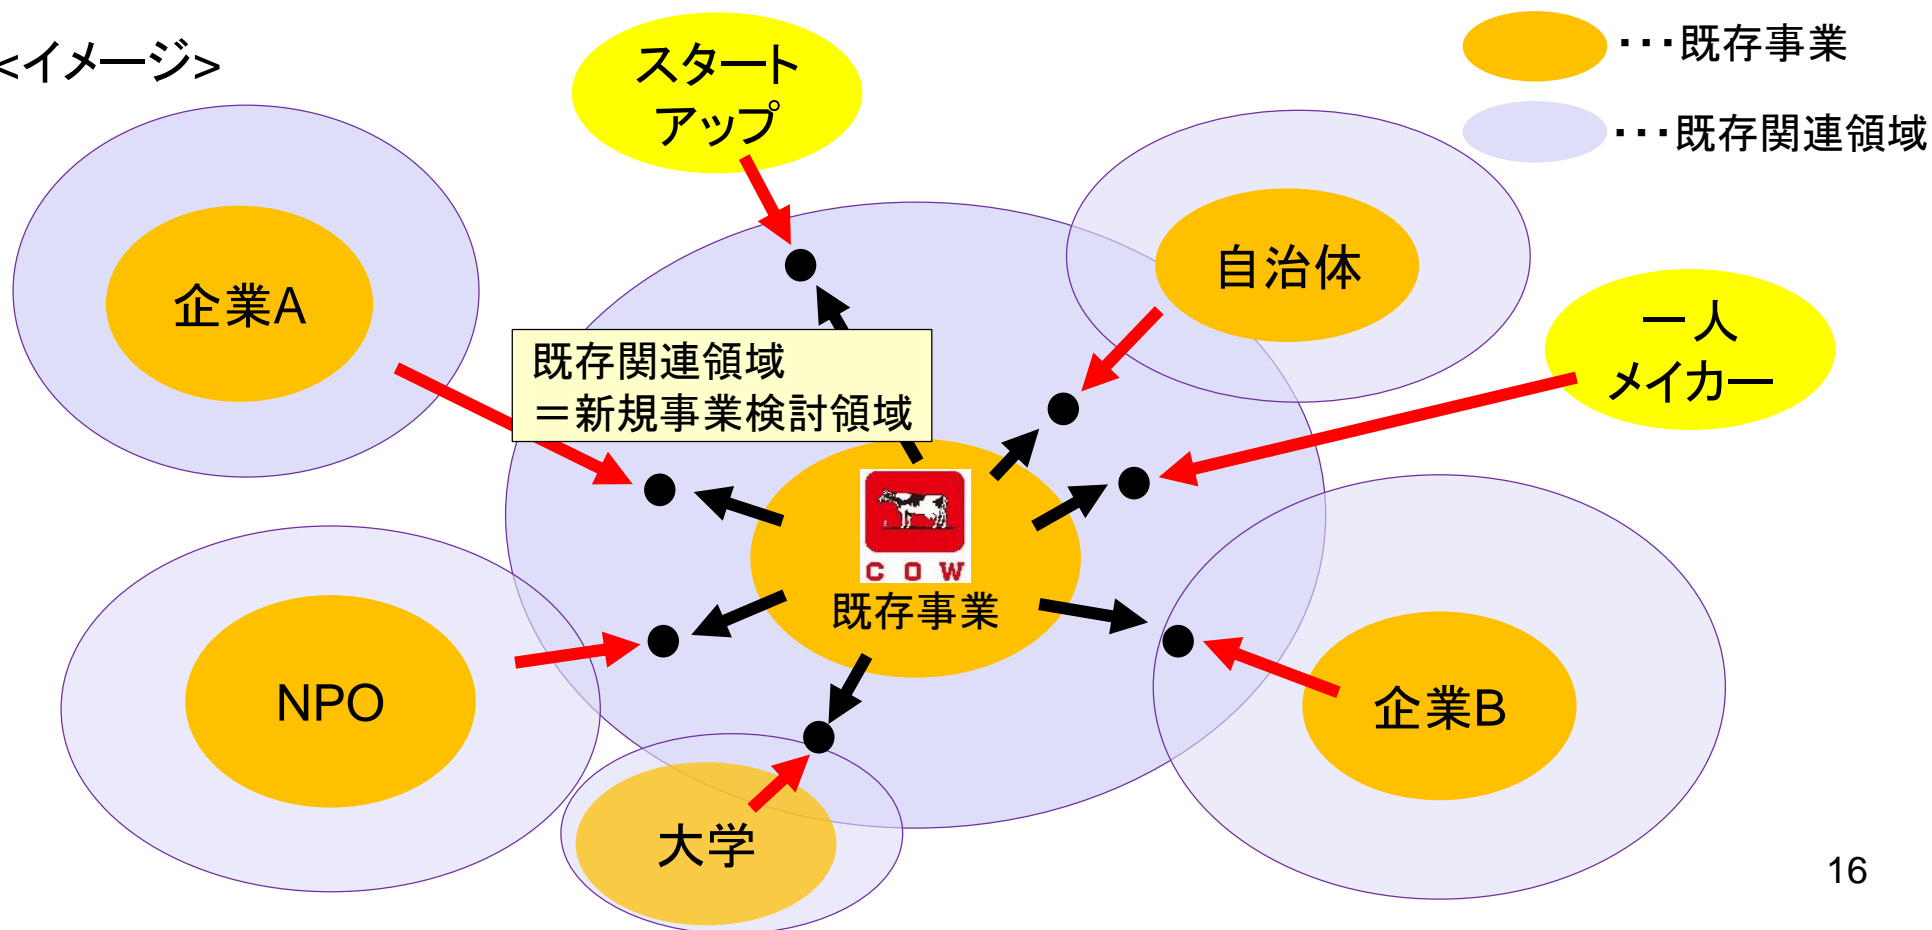 <イメージ>
スタート
アップ
・・・既存事業
・・・既存関連領域
企業A
自治体
一人
メイカー
既存関連領域
＝新規事業検討領域
COW
既存事業
NPO
企業B
大学
16